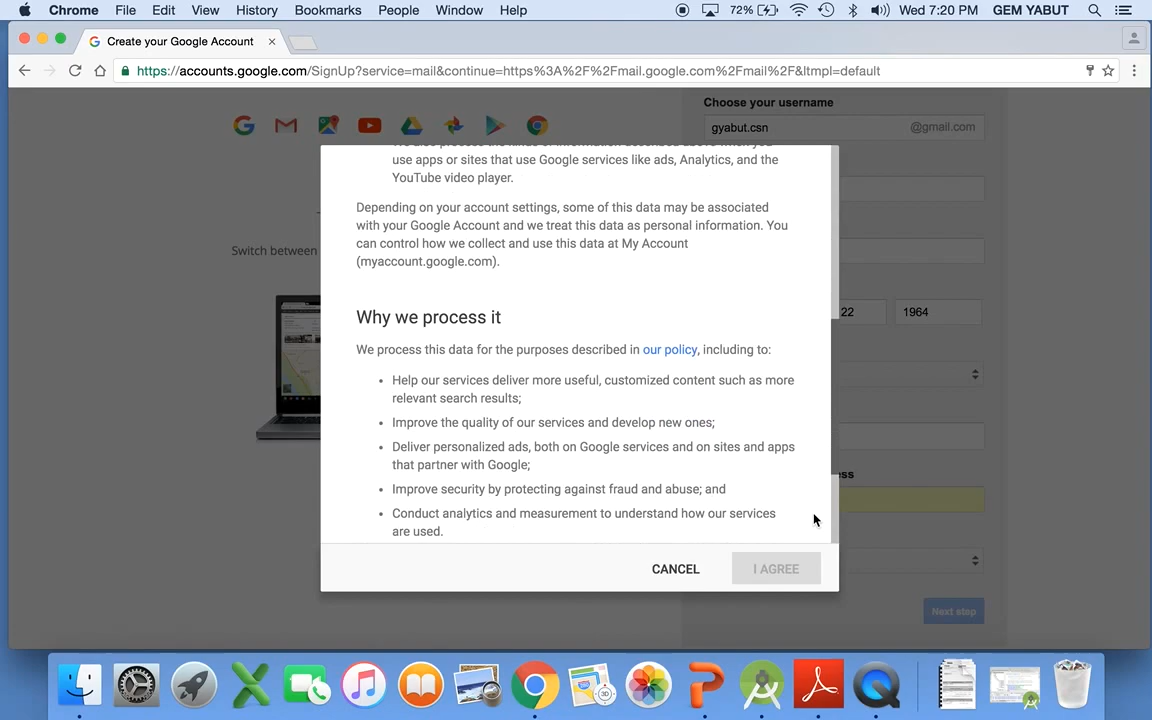 Chrome File Edit View History Bookmarks People Window Help 72% Wed 7:20 PM GEM YABUT
Create your Google Account
https://accounts.google.com/SignUp?service=mail&continue=https%3A%2F%2Fmail.google.com%2Fmail%2F&ltmpl=default
Choose your username
gyabut.csn @gmail.com
use apps or sites that use Google services like ads, Analytics, and the
YouTube video player.
Depending on your account settings, some of this data may be associated
with your Google Account and we treat this data as personal information. You
can control how we collect and use this data at My Account
(myaccount.google.com).
Switch between
22 1964
Why we process it
We process this data for the purposes described in our policy, including to:
• Help our services deliver more useful, customized content such as more
relevant search results;
• Improve the quality of our services and develop new ones;
• Deliver personalized ads, both on Google services and on sites and apps
that partner with Google;
• Improve security by protecting against fraud and abuse; and
• Conduct analytics and measurement to understand how our services
are used.
ess
CANCEL I AGREE
Next step